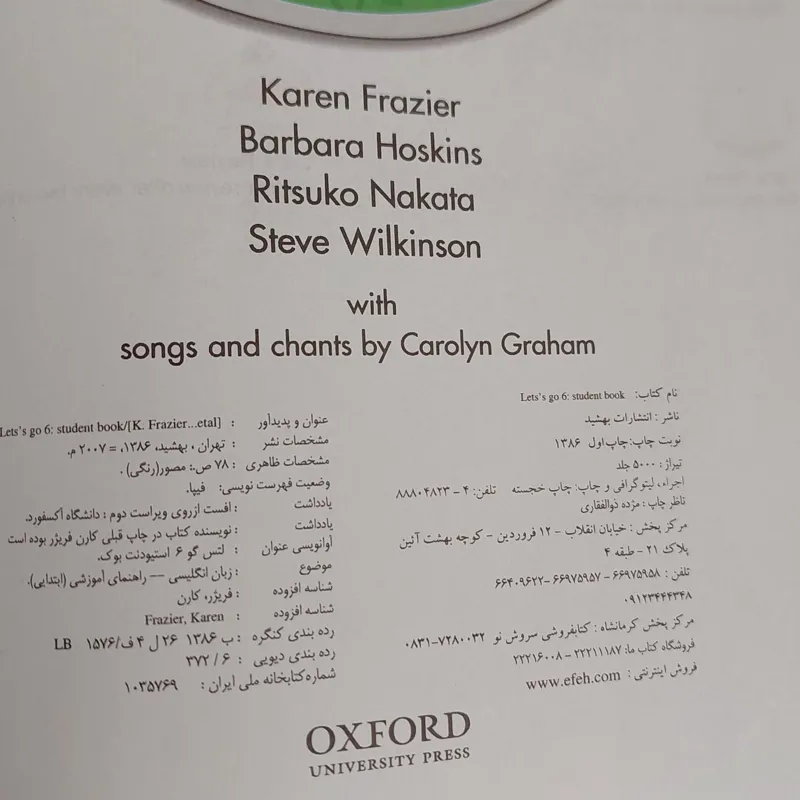 Karen Frazier
Barbara Hoskins
Ritsuko Nakata
Steve Wilkinson
with
songs and chants by Carolyn Graham
نام کتاب: Lets's go 6: student book
ناشر : انتشارات بهشید
نوبت چاپ: چاپ اول ۱۳۸۶
تیراژ : ۵۰۰۰ جلد
اجراء، لیتوگرافی و چاپ: چاپ خجسته تلفن: ۴ - ۸۸۸۰۴۸۲۳
ناظر چاپ : مژده ذوالفقاری
مرکز پخش : خیابان انقلاب - ۱۲ فروردین - کوچه بهشت آئین
پلاک ۲۱ - طبقه ۴
تلفن : ۶۶۹۷۵۹۵۸ - ۶۶۹۷۵۹۵۷ - ۶۶۴۰۹۶۲۲
۰۹۱۲۳۴۴۴۳۴۸
مرکز پخش کرمانشاه : کتابفروشی سروش نو ۷۲۸۰۰۳۲-۰۸۳۱
فروشگاه کتاب ما: ۲۲۲۱۱۱۸۷ - ۲۲۲۱۶۰۰۸
فروش اینترنتی : www.efeh.com
عنوان و پدیدآور : Lets's go 6: student book/[K. Frazier...etal]
مشخصات نشر : تهران ، بهشید، ۱۳۸۶، = ۲۰۰۷ م.
مشخصات ظاهری : ۷۸ ص.: مصور(رنگی) .
وضعیت فهرست نویسی: فیپا.
یادداشت : افست ازروی ویراست دوم : دانشگاه آکسفورد.
یادداشت : نویسنده کتاب در چاپ قبلی کارن فریزر بوده است
آوانویسی عنوان : لتس گو ۶ استیودنت بوک.
موضوع : زبان انگلیسی -- راهنمای آموزشی (ابتدایی).
شناسه افزوده : فریزر، کارن
شناسه افزوده : Frazier, Karen
رده بندی کنگره : ب ۱۳۸۶ ۲۶ ل ۴ ف/۱۵۷۶ LB
رده بندی دیویی : ۶ / ۳۷۲
شماره کتابخانه ملی ایران : ۱۰۳۵۷۶۹
OXFORD
UNIVERSITY PRESS